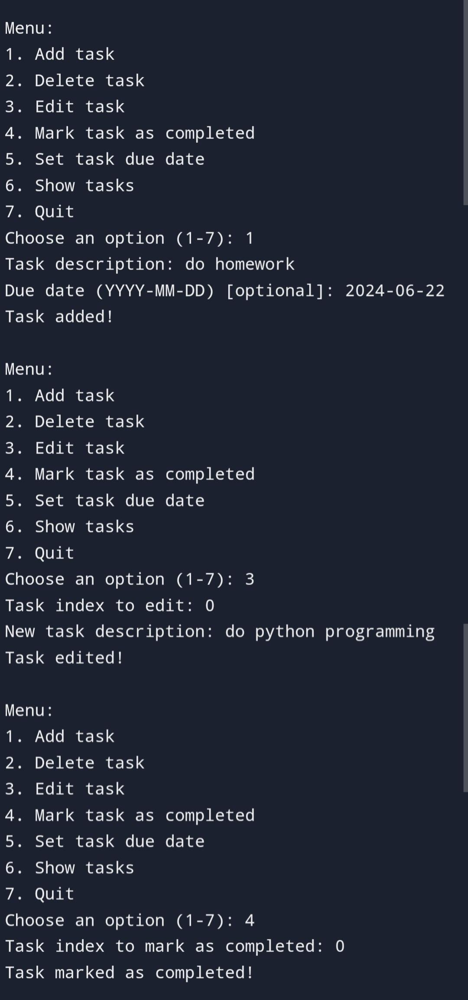 Menu:
1. Add task
2. Delete task
3. Edit task
4. Mark task as completed
5. Set task due date
6. Show tasks
7. Quit
Choose an option (1-7): 1
Task description: do homework
Due date (YYYY-MM-DD) [optional]: 2024-06-22
Task added!

Menu:
1. Add task
2. Delete task
3. Edit task
4. Mark task as completed
5. Set task due date
6. Show tasks
7. Quit
Choose an option (1-7): 3
Task index to edit: 0
New task description: do python programming
Task edited!

Menu:
1. Add task
2. Delete task
3. Edit task
4. Mark task as completed
5. Set task due date
6. Show tasks
7. Quit
Choose an option (1-7): 4
Task index to mark as completed: 0
Task marked as completed!